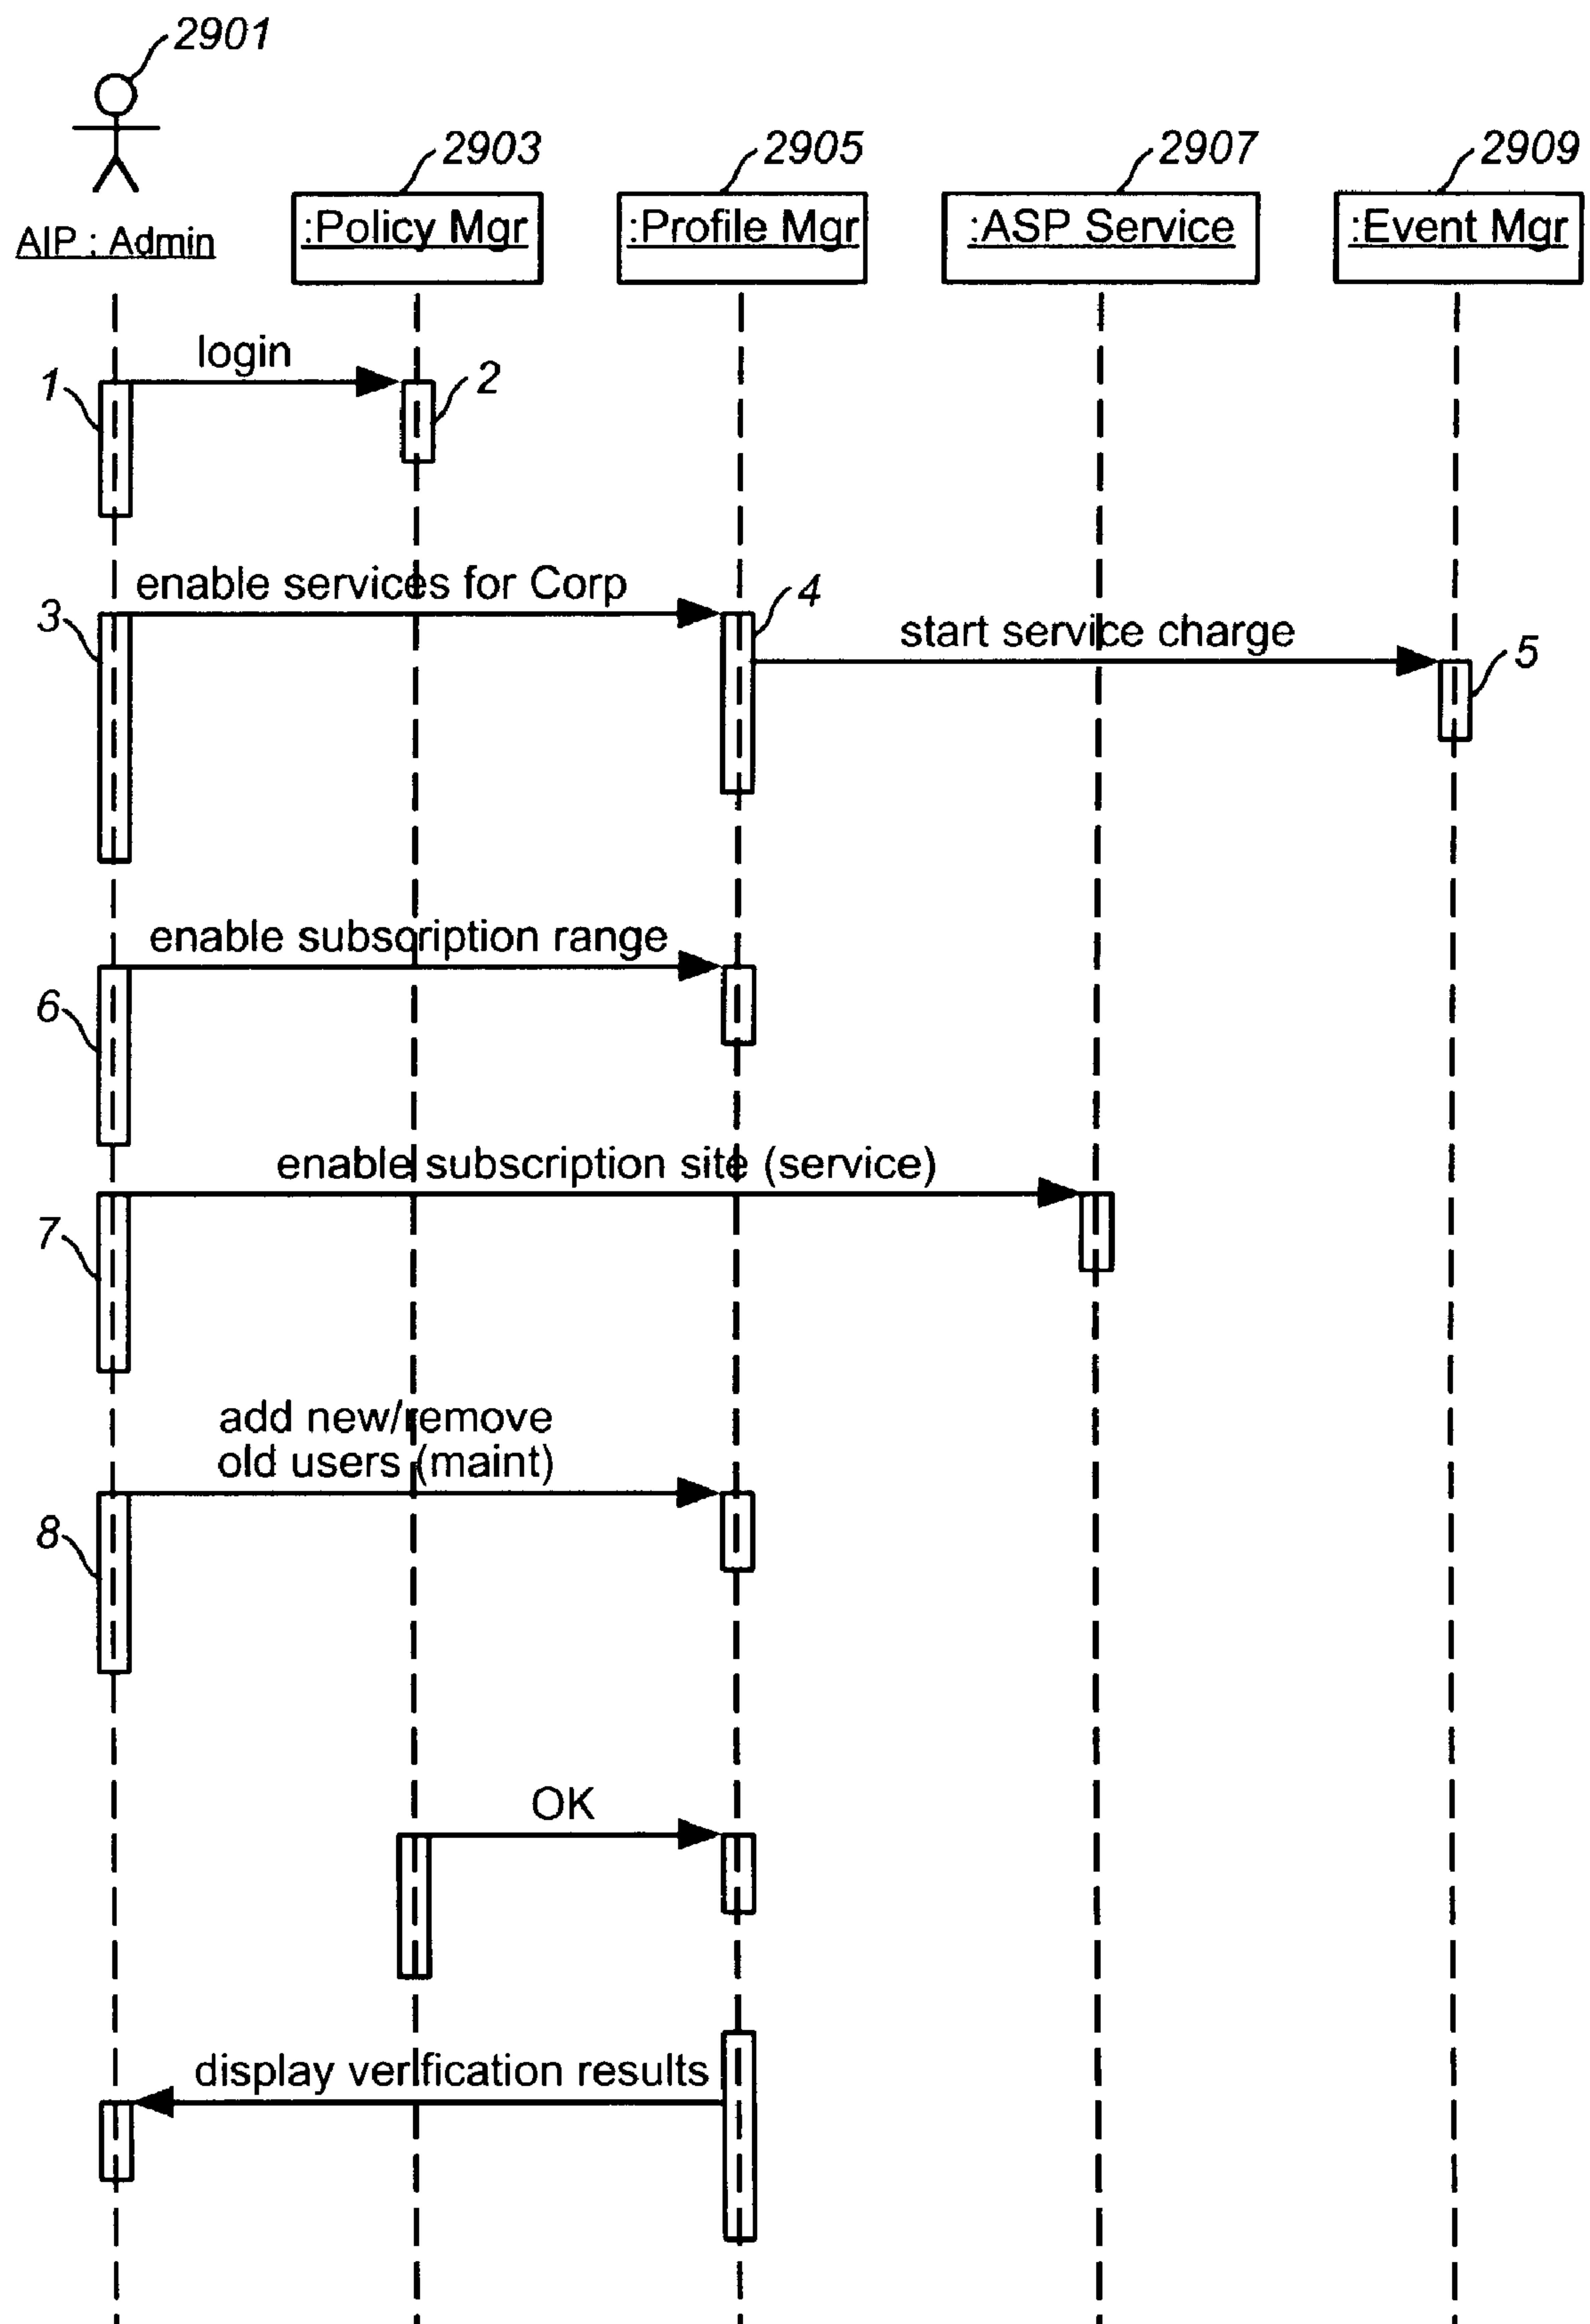 2901
2903
2905
2907
2909
AIP : Admin
:Policy Mgr
:Profile Mgr
:ASP Service
:Event Mgr
login
1
2
enable services for Corp
3
4
start service charge
5
enable subscription range
6
enable subscription site (service)
7
add new/remove
old users (maint)
8
OK
display verification results